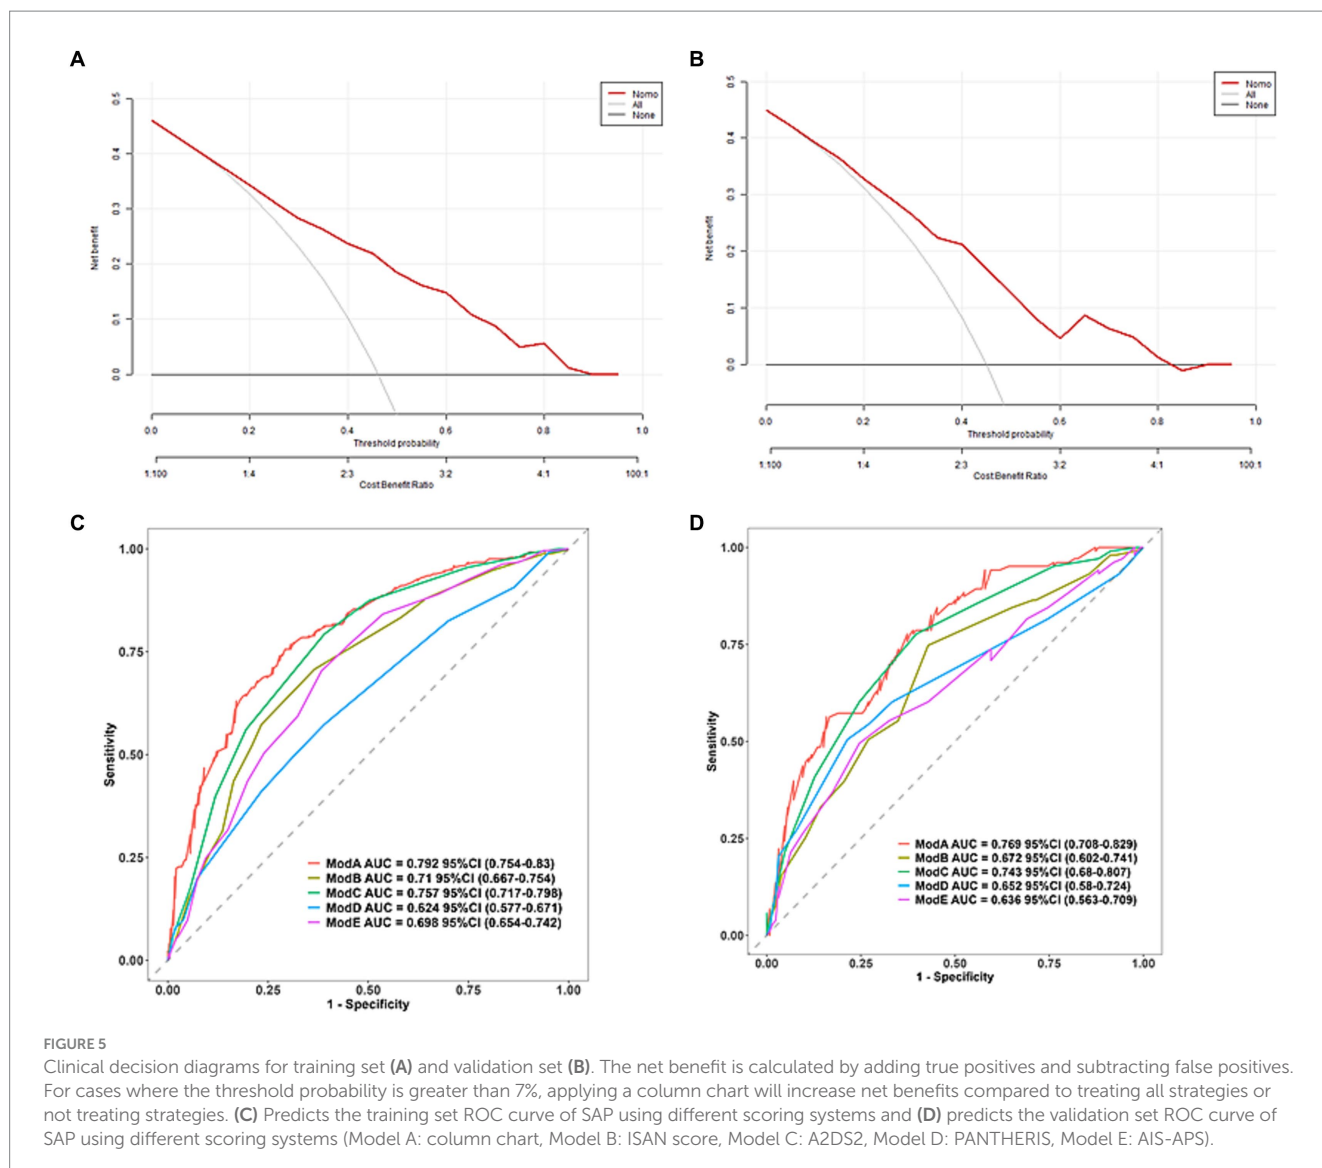 A
Nomo
All
None
0.5
0.4
0.3
0.2
0.1
0.0
Net benefit
0.0 0.2 0.4 0.6 0.8 1.0
Threshold probability
1:100 1:4 2:3 3:2 4:1 100:1
Cost Benefit Ratio
B
Nomo
All
None
0.5
0.4
0.3
0.2
0.1
0.0
Net benefit
0.0 0.2 0.4 0.6 0.8 1.0
Threshold probability
1:100 1:4 2:3 3:2 4:1 100:1
Cost Benefit Ratio
C
1.00
0.75
0.50
0.25
0.00
Sensitivity
ModA AUC = 0.792 95%CI (0.754-0.83)
ModB AUC = 0.71 95%CI (0.667-0.754)
ModC AUC = 0.757 95%CI (0.717-0.798)
ModD AUC = 0.624 95%CI (0.577-0.671)
ModE AUC = 0.698 95%CI (0.654-0.742)
0.00 0.25 0.50 0.75 1.00
1 - Specificity
D
1.00
0.75
0.50
0.25
0.00
Sensitivity
ModA AUC = 0.769 95%CI (0.708-0.829)
ModB AUC = 0.672 95%CI (0.602-0.741)
ModC AUC = 0.743 95%CI (0.68-0.807)
ModD AUC = 0.652 95%CI (0.58-0.724)
ModE AUC = 0.636 95%CI (0.563-0.709)
0.00 0.25 0.50 0.75 1.00
1 - Specificity
FIGURE 5
Clinical decision diagrams for training set (A) and validation set (B). The net benefit is calculated by adding true positives and subtracting false positives.
For cases where the threshold probability is greater than 7%, applying a column chart will increase net benefits compared to treating all strategies or
not treating strategies. (C) Predicts the training set ROC curve of SAP using different scoring systems and (D) predicts the validation set ROC curve of
SAP using different scoring systems (Model A: column chart, Model B: ISAN score, Model C: A2DS2, Model D: PANTHERIS, Model E: AIS-APS).